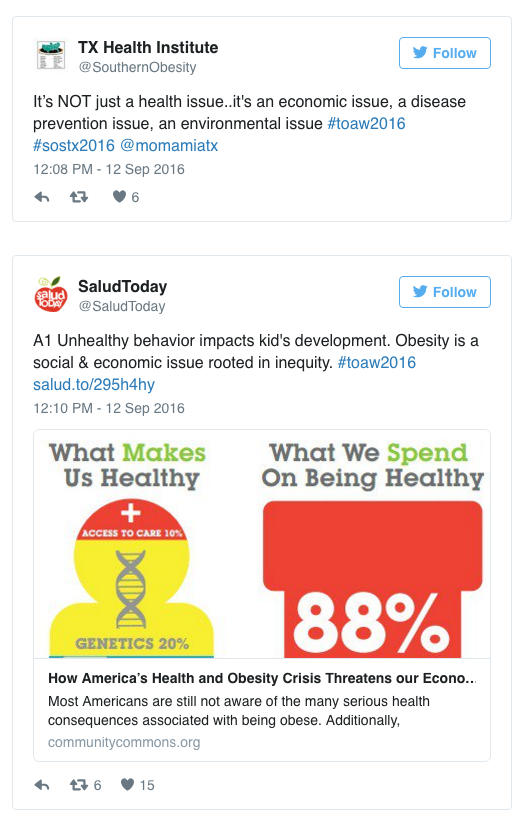 TX Health Institute
@SouthernObesity
Follow
It's NOT just a health issue..it's an economic issue, a disease
prevention issue, an environmental issue #toaw2016
#sostx2016 @momamiatx
12:08 PM - 12 Sep 2016
6
salud
TODAY
SaludToday
@SaludToday
Follow
A1 Unhealthy behavior impacts kid's development. Obesity is a
social & economic issue rooted in inequity. #toaw2016
salud.to/295h4hy
12:10 PM - 12 Sep 2016
What Makes
Us Healthy
What We Spend
On Being Healthy
ACCESS TO CARE 10%
GENETICS 20%
88%
How America's Health and Obesity Crisis Threatens our Econo..
Most Americans are still not aware of the many serious health
consequences associated with being obese. Additionally,
communitycommons.org
6
15